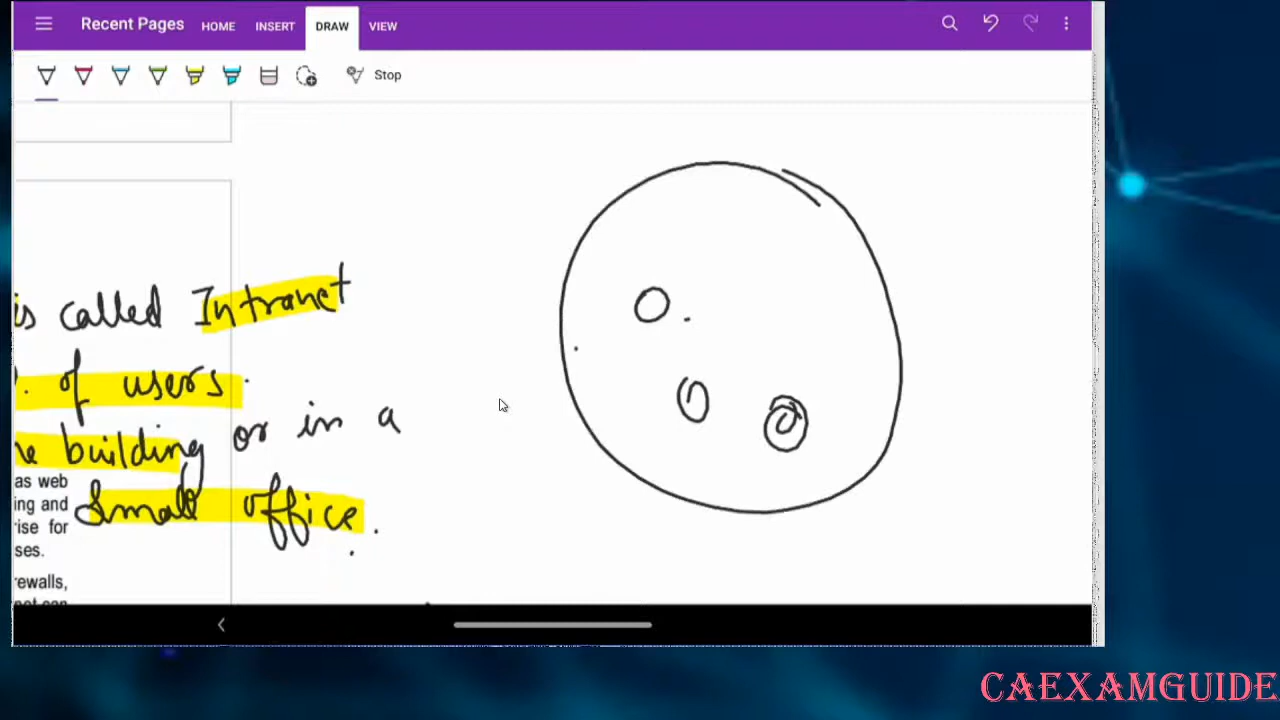 Recent Pages HOME INSERT DRAW VIEW
Stop
is called Intranet
. of users.
e building or in a
as web
ing and
Small office.
rise for
ses.
rewalls,
CAEXAMGUIDE